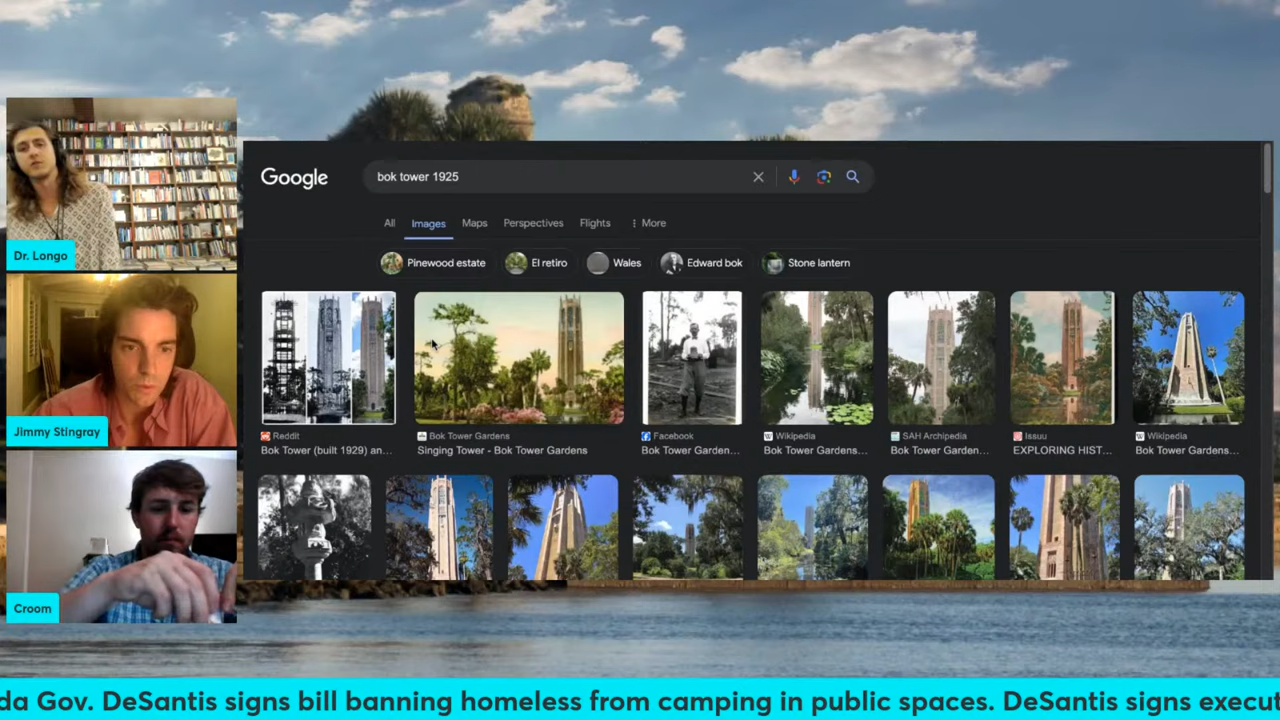 Google
bok tower 1925
All
Images
Maps
Perspectives
Flights
More
Pinewood estate
El retiro
Wales
Edward bok
Stone lantern
Reddit
Bok Tower (built 1929) an...
Bok Tower Gardens
Singing Tower - Bok Tower Gardens
Facebook
Bok Tower Garden...
Wikipedia
Bok Tower Gardens...
SAH Archipedia
Bok Tower Garden...
Issuu
EXPLORING HIST...
Wikipedia
Bok Tower Gardens...
Dr. Longo
Jimmy Stingray
Croom
da Gov. DeSantis signs bill banning homeless from camping in public spaces. DeSantis signs execut